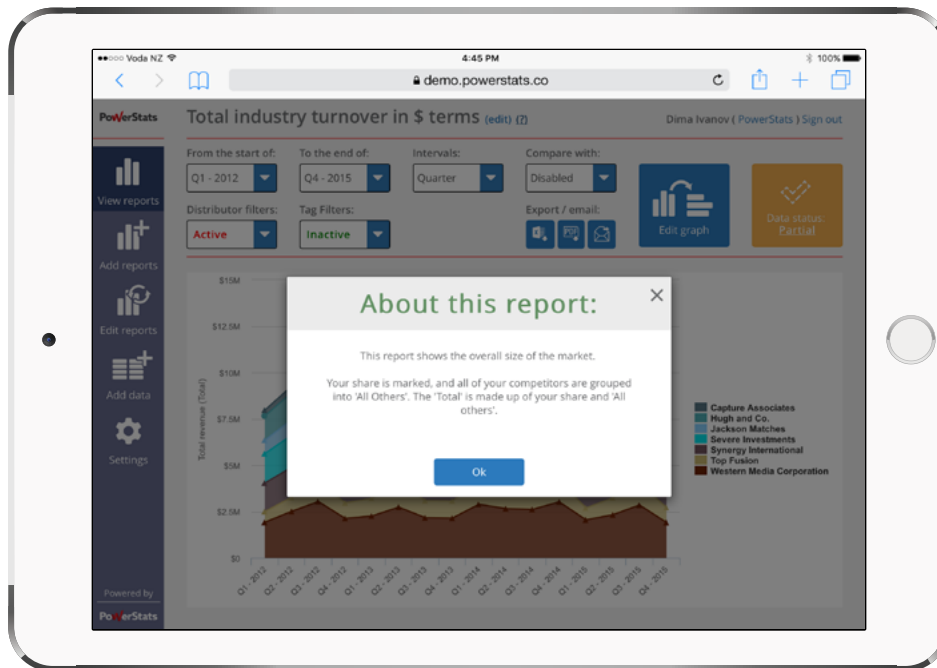 ●●○○○ Voda NZ
4:45 PM
100%
demo.powerstats.co
PowerStats
Total industry turnover in $ terms (edit) (?)
Dima Ivanov ( PowerStats ) Sign out
From the start of:
To the end of:
Intervals:
Compare with:
Q1 - 2012
Q4 - 2015
Quarter
Disabled
View reports
Distributor filters:
Tag Filters:
Export / email:
Active
Inactive
PDF
Edit graph
Data status:
Partial
Add reports
Edit reports
Add data
Settings
Powered by
PowerStats
$15M
$12.5M
$10M
$7.5M
$5M
$2.5M
$0
Total revenue (Total)
About this report:
This report shows the overall size of the market.
Your share is marked, and all of your competitors are grouped
into 'All Others'. The 'Total' is made up of your share and 'All
others'.
Ok
Capture Associates
Hugh and Co.
Jackson Matches
Severe Investments
Synergy International
Top Fusion
Western Media Corporation
Q1 - 2012
Q2 - 2012
Q3 - 2012
Q4 - 2012
Q1 - 2013
Q2 - 2013
Q3 - 2013
Q4 - 2013
Q1 - 2014
Q2 - 2014
Q3 - 2014
Q4 - 2014
Q1 - 2015
Q2 - 2015
Q3 - 2015
Q4 - 2015